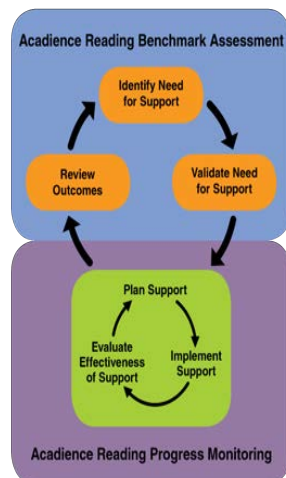 Acadience Reading Benchmark Assessment
Identify Need
for Support
Review
Outcomes
Validate Need
for Support
Plan Support
Evaluate
Effectiveness
of Support
Implement
Support
Acadience Reading Progress Monitoring